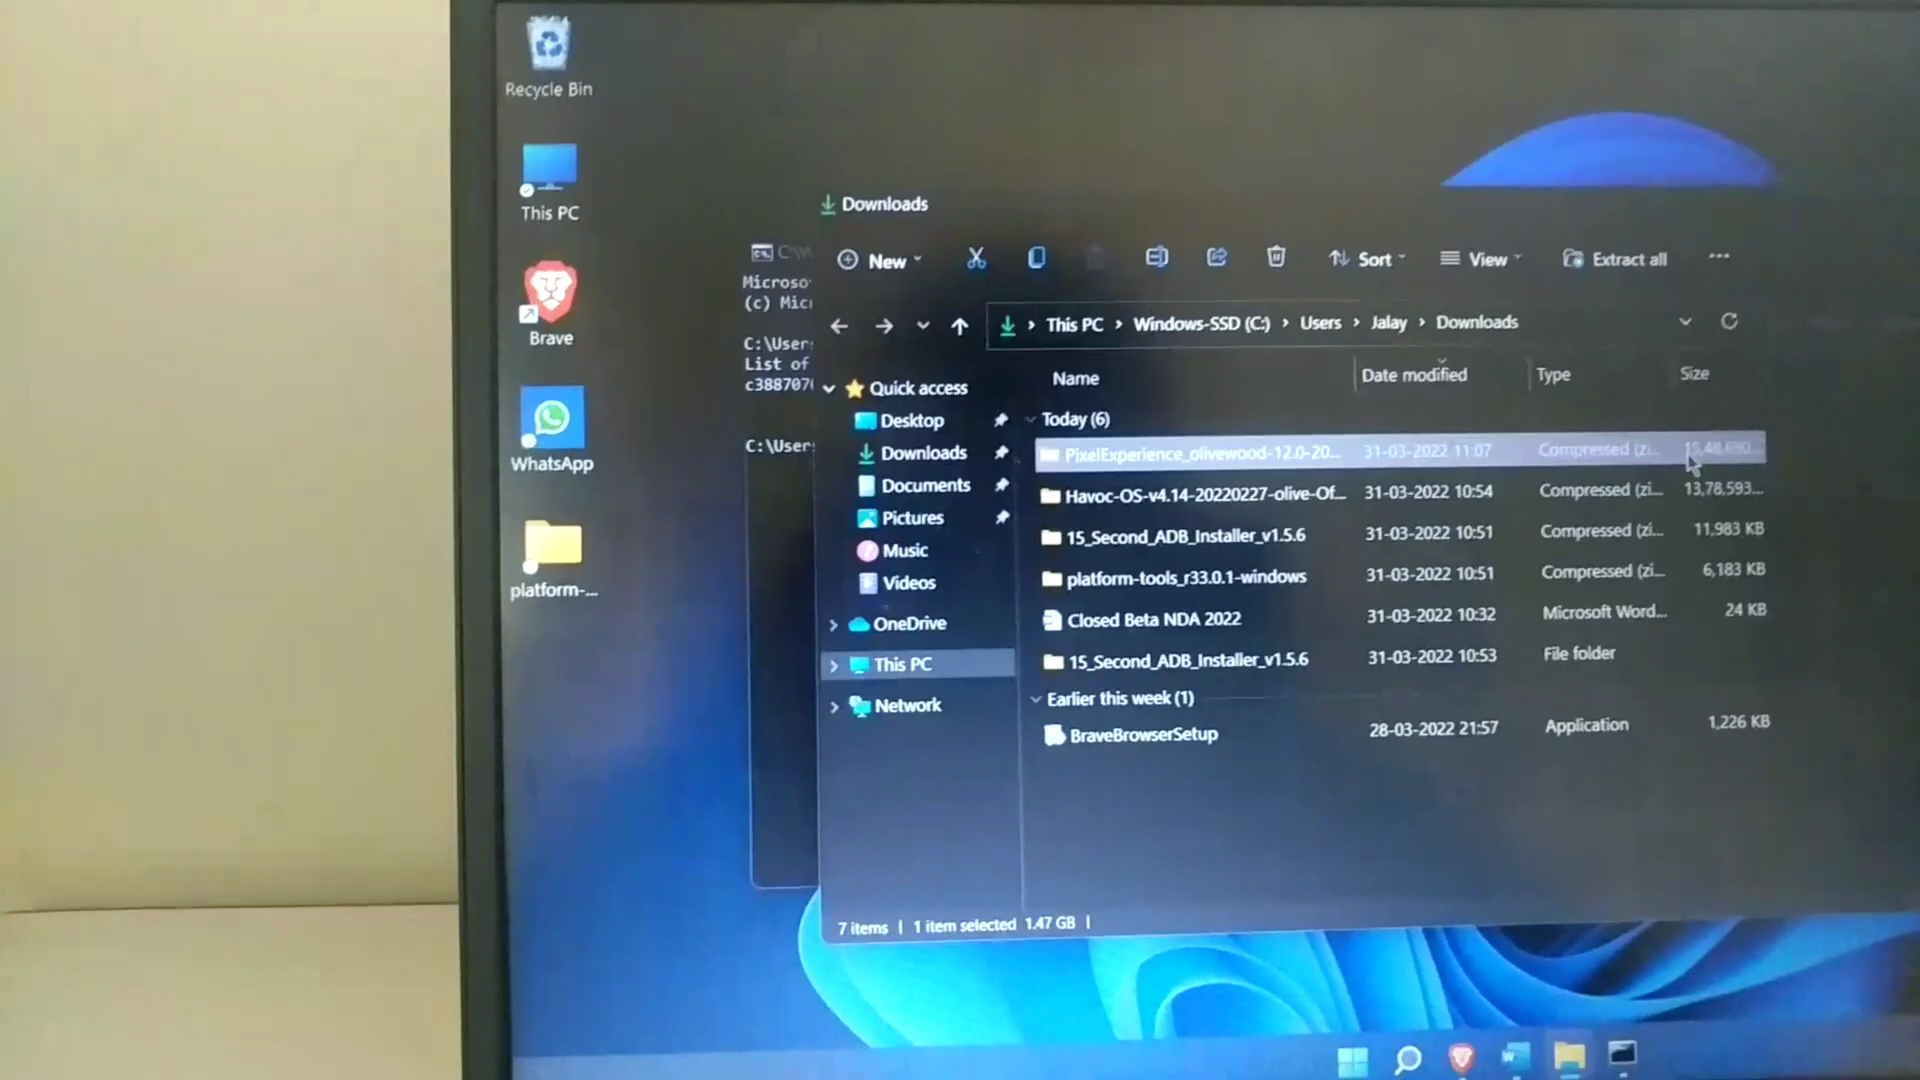 Recycle Bin
This PC
Brave
WhatsApp
platform-...
Microso
(c) Mic
C:\User
List of
C:\User
Downloads
New
Sort
View
Extract all
...
This PC > Windows-SSD (C:) > Users > Jalay > Downloads
Quick access
Desktop
Downloads
Documents
Pictures
Music
Videos
OneDrive
This PC
Network
Name Date modified Type Size
Today (6)
PixelExperience_olivewood-12.0-20... 31-03-2022 11:07 Compressed (zi...
Havoc-OS-v4.14-20220227-olive-Of... 31-03-2022 10:54 Compressed (zi... 13,78,593...
15_Second_ADB_Installer_v1.5.6 31-03-2022 10:51 Compressed (zi... 11,983 KB
platform-tools_r33.0.1-windows 31-03-2022 10:51 Compressed (zi... 6,183 KB
Closed Beta NDA 2022 31-03-2022 10:32 Microsoft Word... 24 KB
15_Second_ADB_Installer_v1.5.6 31-03-2022 10:53 File folder
Earlier this week (1)
BraveBrowserSetup 28-03-2022 21:57 Application 1,226 KB
7 items | 1 item selected 1.47 GB |